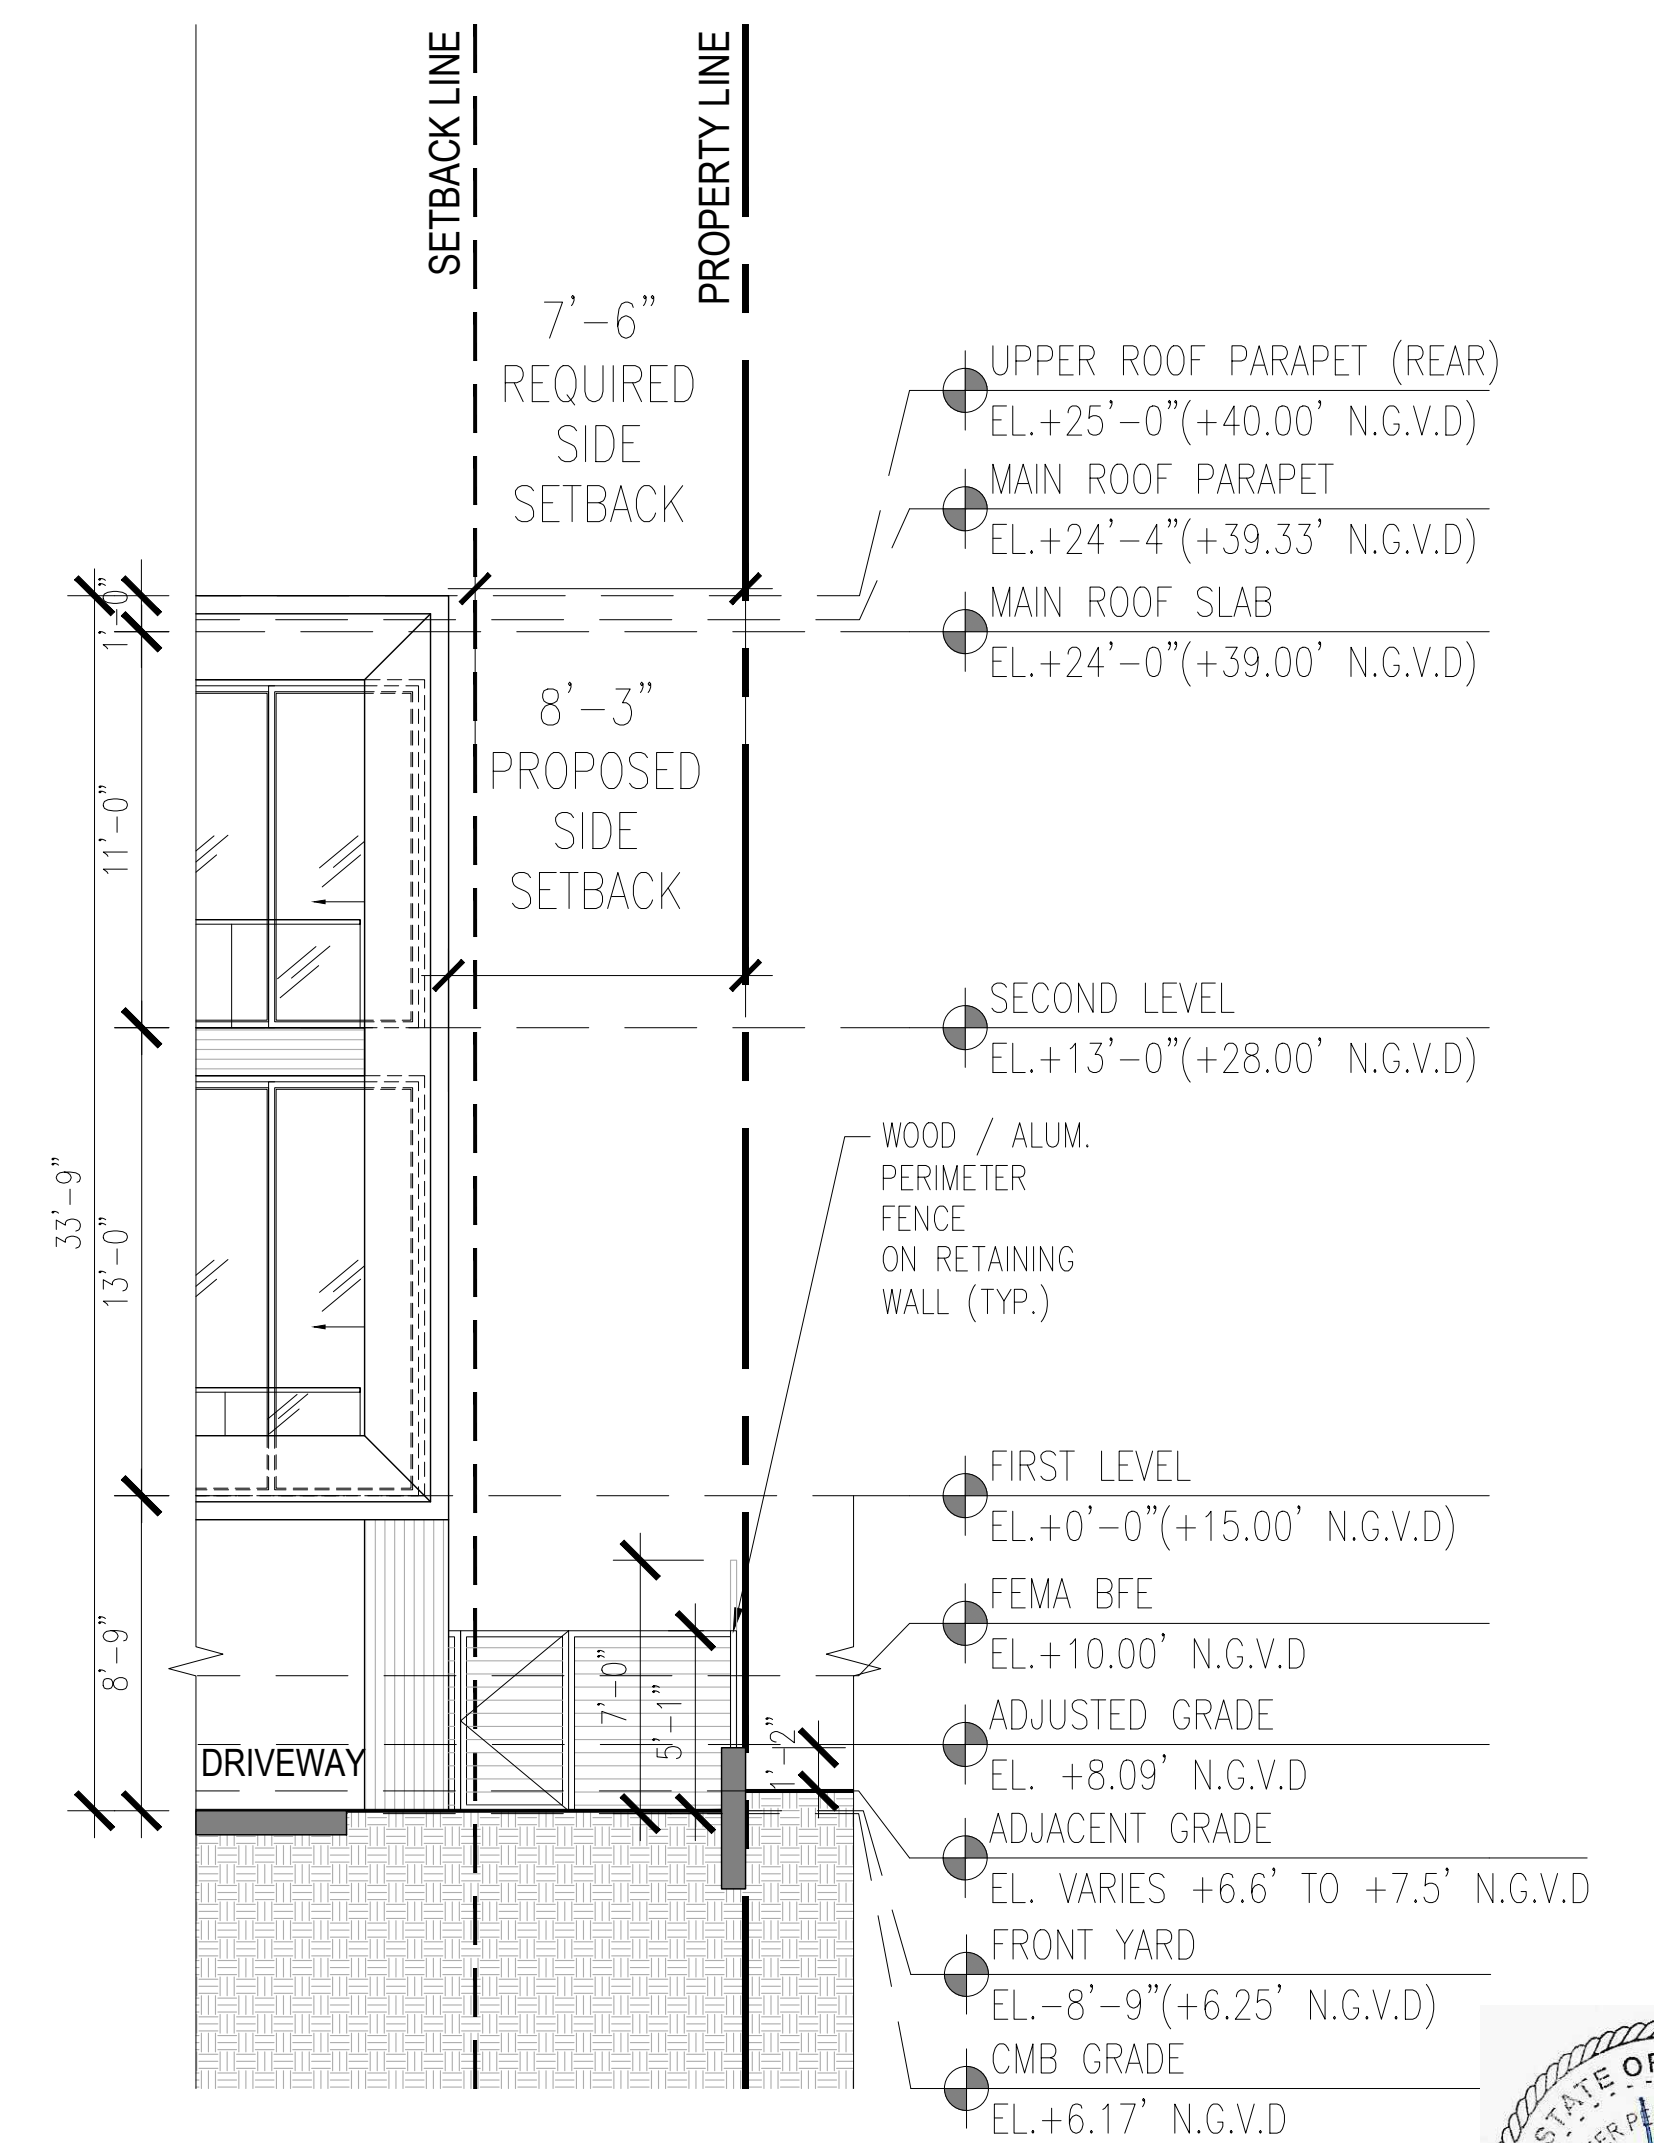 SETBACK LINE
PROPERTY LINE
7'-6"
REQUIRED
SIDE
SETBACK
UPPER ROOF PARAPET (REAR)
EL.+25'-0"(+40.00' N.G.V.D)
MAIN ROOF PARAPET
EL.+24'-4"(+39.33' N.G.V.D)
MAIN ROOF SLAB
EL.+24'-0"(+39.00' N.G.V.D)
1'-0"
8'-3"
PROPOSED
SIDE
SETBACK
11'-0"
SECOND LEVEL
EL.+13'-0"(+28.00' N.G.V.D)
WOOD / ALUM.
PERIMETER
FENCE
ON RETAINING
WALL (TYP.)
33'-9"
13'-0"
FIRST LEVEL
EL.+0'-0"(+15.00' N.G.V.D)
FEMA BFE
EL.+10.00' N.G.V.D
8'-9"
7'-0"
5'-1"
1'-2"
ADJUSTED GRADE
EL. +8.09' N.G.V.D
DRIVEWAY
ADJACENT GRADE
EL. VARIES +6.6' TO +7.5' N.G.V.D
FRONT YARD
EL.-8'-9"(+6.25' N.G.V.D)
CMB GRADE
EL.+6.17' N.G.V.D
STATE OF